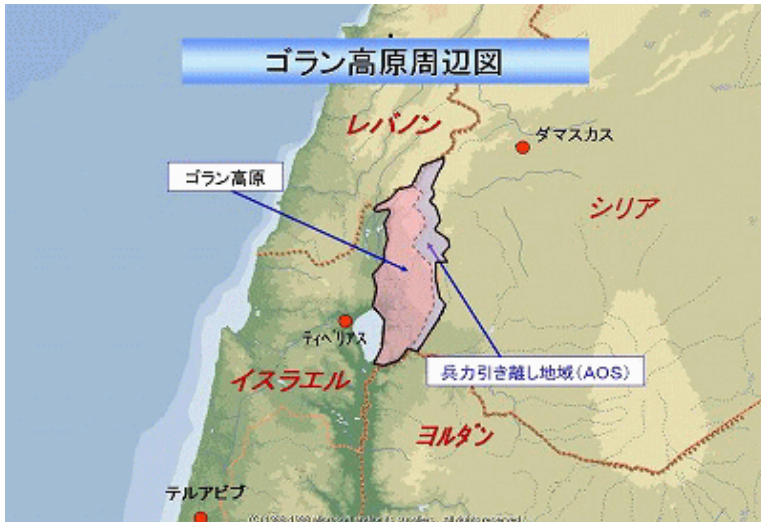 ゴラン高原周辺図
レバノン
ダマスカス
ゴラン高原
シリア
ティベリアス
兵力引き離し地域(AOS)
イスラエル
ヨルダン
テルアビブ